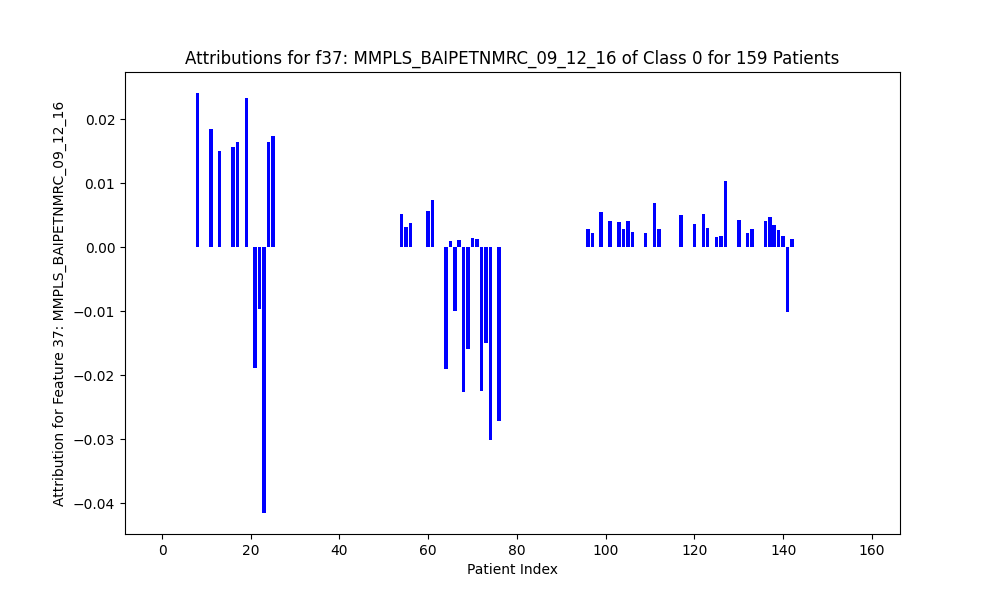 Attributions for f37: MMPLS_BAIPETNMRC_09_12_16 of Class 0 for 159 Patients
Attribution for Feature 37: MMPLS_BAIPETNMRC_09_12_16
0.02
0.01
0.00
−0.01
−0.02
−0.03
−0.04
0 20 40 60 80 100 120 140 160
Patient Index